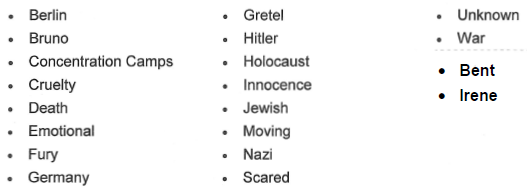 Berlin
Bruno
Concentration Camps
Cruelty
Death
Emotional
Fury
Germany
Gretel
Hitler
Holocaust
Innocence
Jewish
Moving
Nazi
Scared
Unknown
War
Bent
Irene